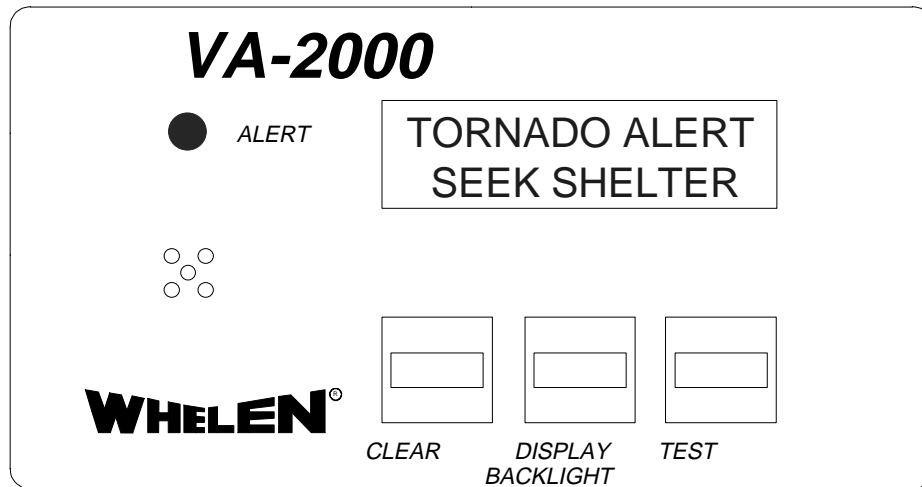 VA-2000
ALERT
TORNADO ALERT
SEEK SHELTER
WHELEN®
CLEAR
DISPLAY
BACKLIGHT
TEST